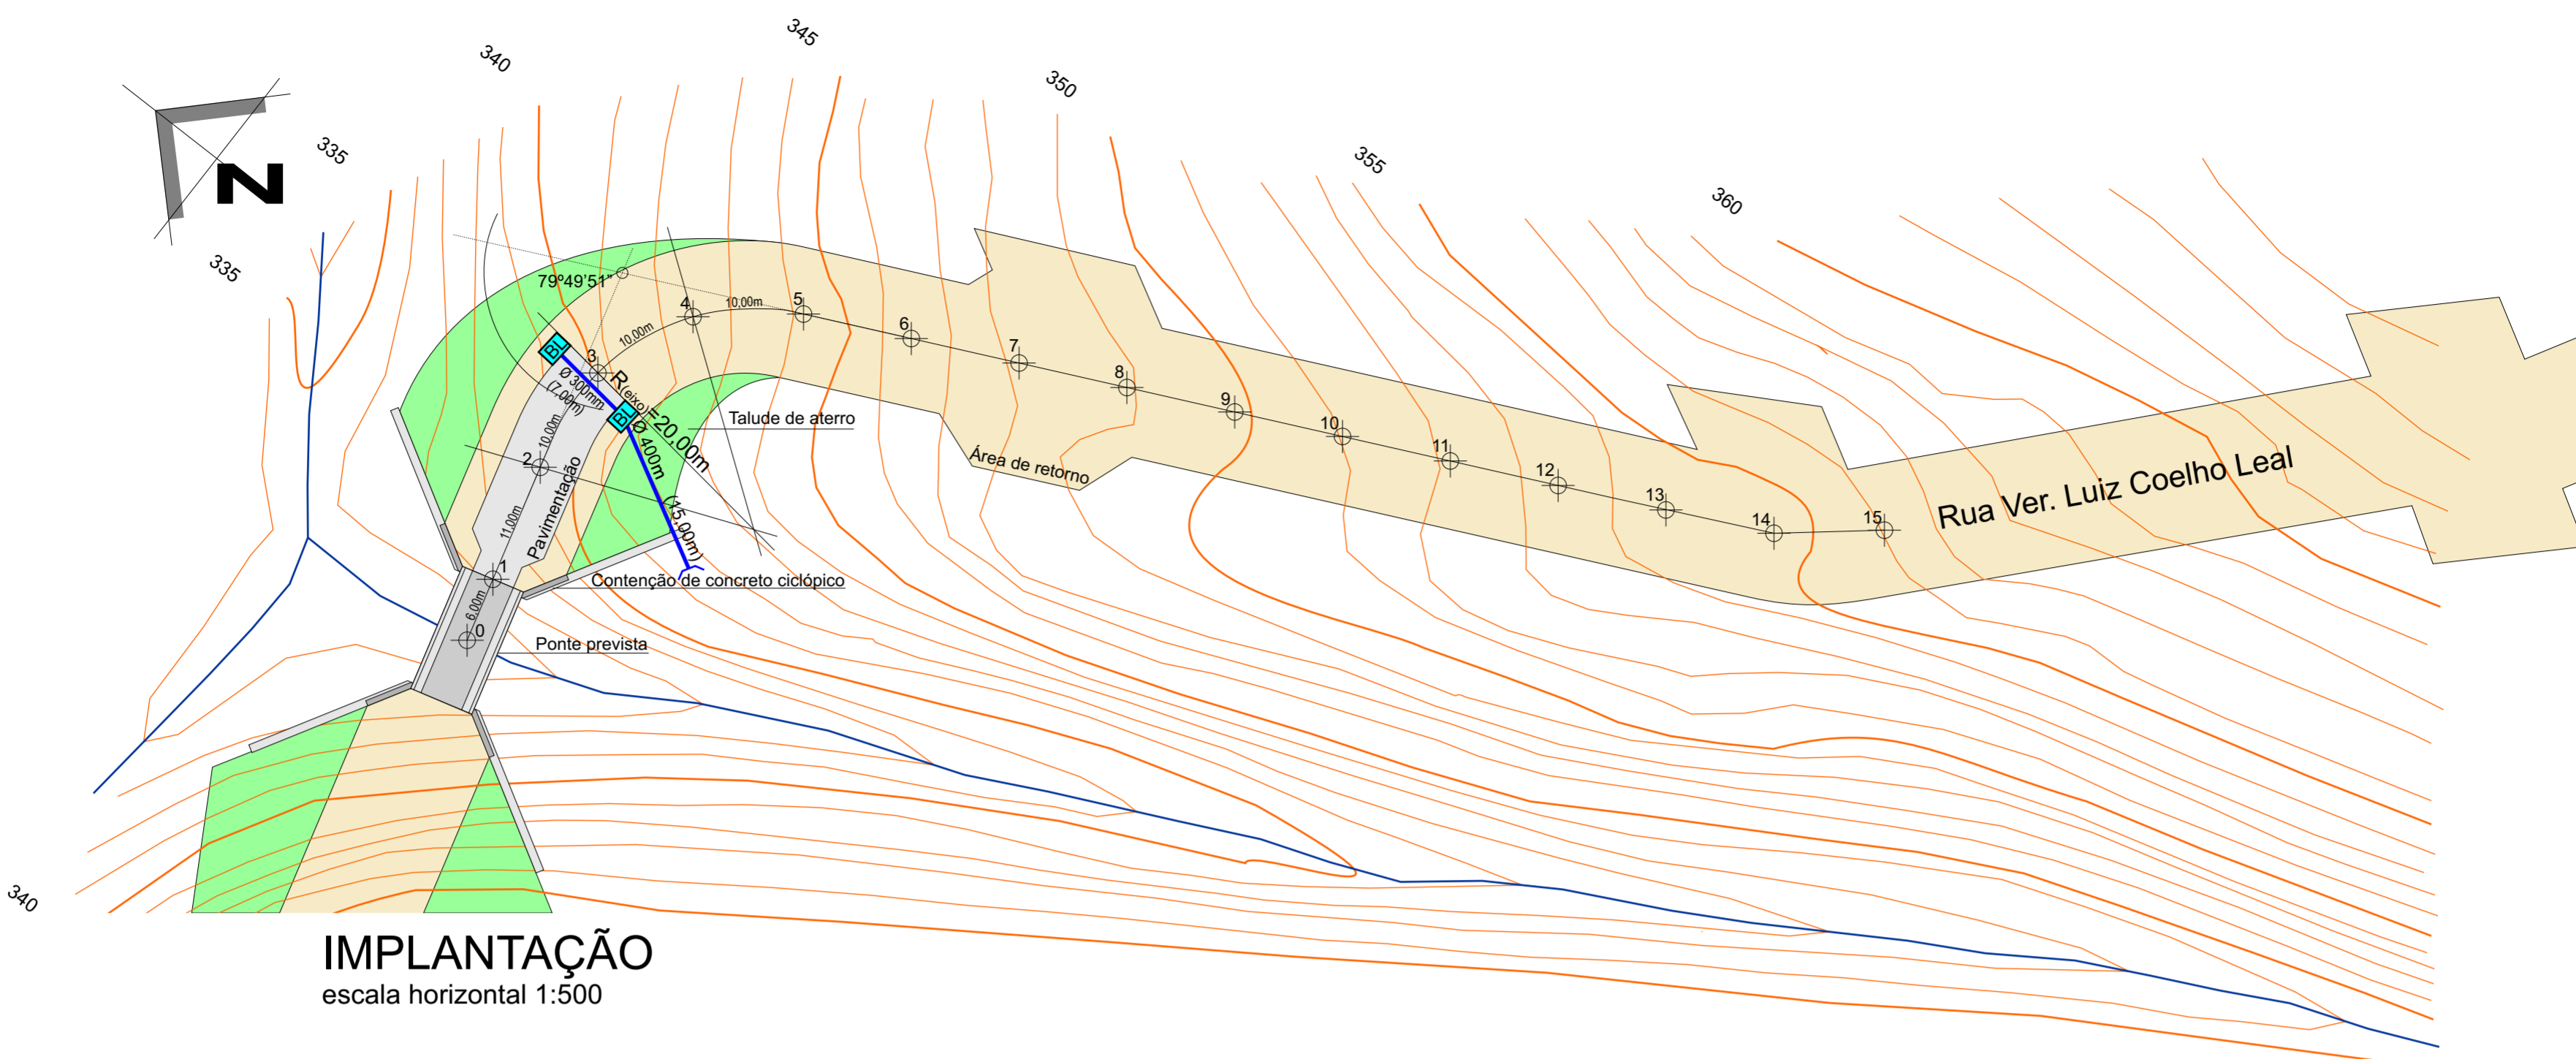 340
345
350
335
355
360
335
N
79º49'51"
10,00m
10,00m
BL
Ø 300mm
(7,00m)
R(eixo)=20,00m
BL
Ø 400m (15,00m)
10,00m
11,00m
6,00m
0
1
2
3
4
5
6
7
8
9
10
11
12
13
14
15
Pavimentação
Talude de aterro
Área de retorno
Rua Ver. Luiz Coelho Leal
Contenção de concreto ciclópico
Ponte prevista
340
IMPLANTAÇÃO
escala horizontal 1:500